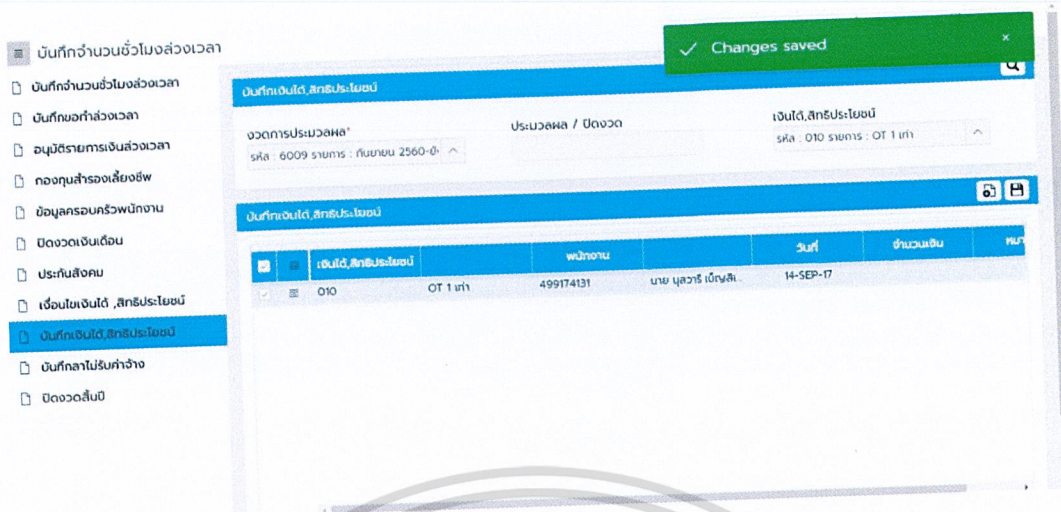 บันทึกจำนวนชั่วโมงล่วงเวลา
Changes saved
บันทึกจำนวนชั่วโมงล่วงเวลา
บันทึกขอทำล่วงเวลา
อนุมัติรายการเงินล่วงเวลา
กองทุนสำรองเลี้ยงชีพ
ข้อมูลครอบครัวพนักงาน
ปิดงวดเงินเดือน
ประกันสังคม
เงื่อนไขเงินได้ ,สิทธิประโยชน์
บันทึกเงินได้,สิทธิประโยชน์
บันทึกลาไม่รับค่าจ้าง
ปิดงวดสิ้นปี
บันทึกเงินได้,สิทธิประโยชน์
งวดการประมวลผล*
ประมวลผล / ปิดงวด
เงินได้,สิทธิประโยชน์
รหัส : 6009 รายการ : กันยายน 2560-ป
รหัส : 010 รายการ : OT 1 เท่า
บันทึกเงินได้,สิทธิประโยชน์
เงินได้,สิทธิประโยชน์ พนักงาน วันที่ จำนวนเงิน หมา
010 OT 1 เท่า 499174131 นาย 14-SEP-17